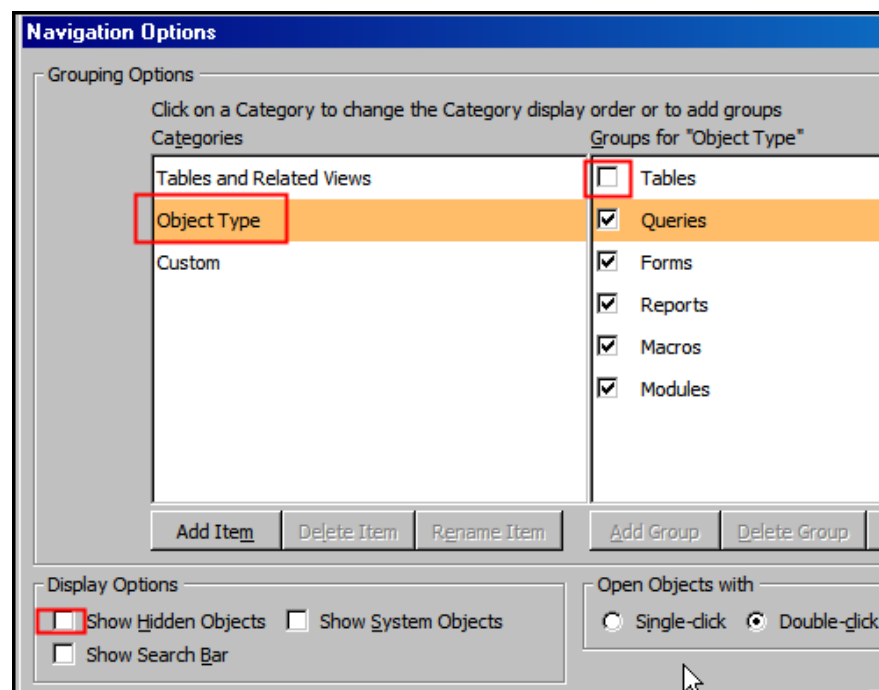 Navigation Options
Grouping Options
Click on a Category to change the Category display order or to add groups
Categories
Groups for "Object Type"
Tables and Related Views
Object Type
Custom
Tables
Queries
Forms
Reports
Macros
Modules
Add Item
Delete Item
Rename Item
Add Group
Delete Group
Display Options
Show Hidden Objects
Show System Objects
Show Search Bar
Open Objects with
Single-click
Double-click